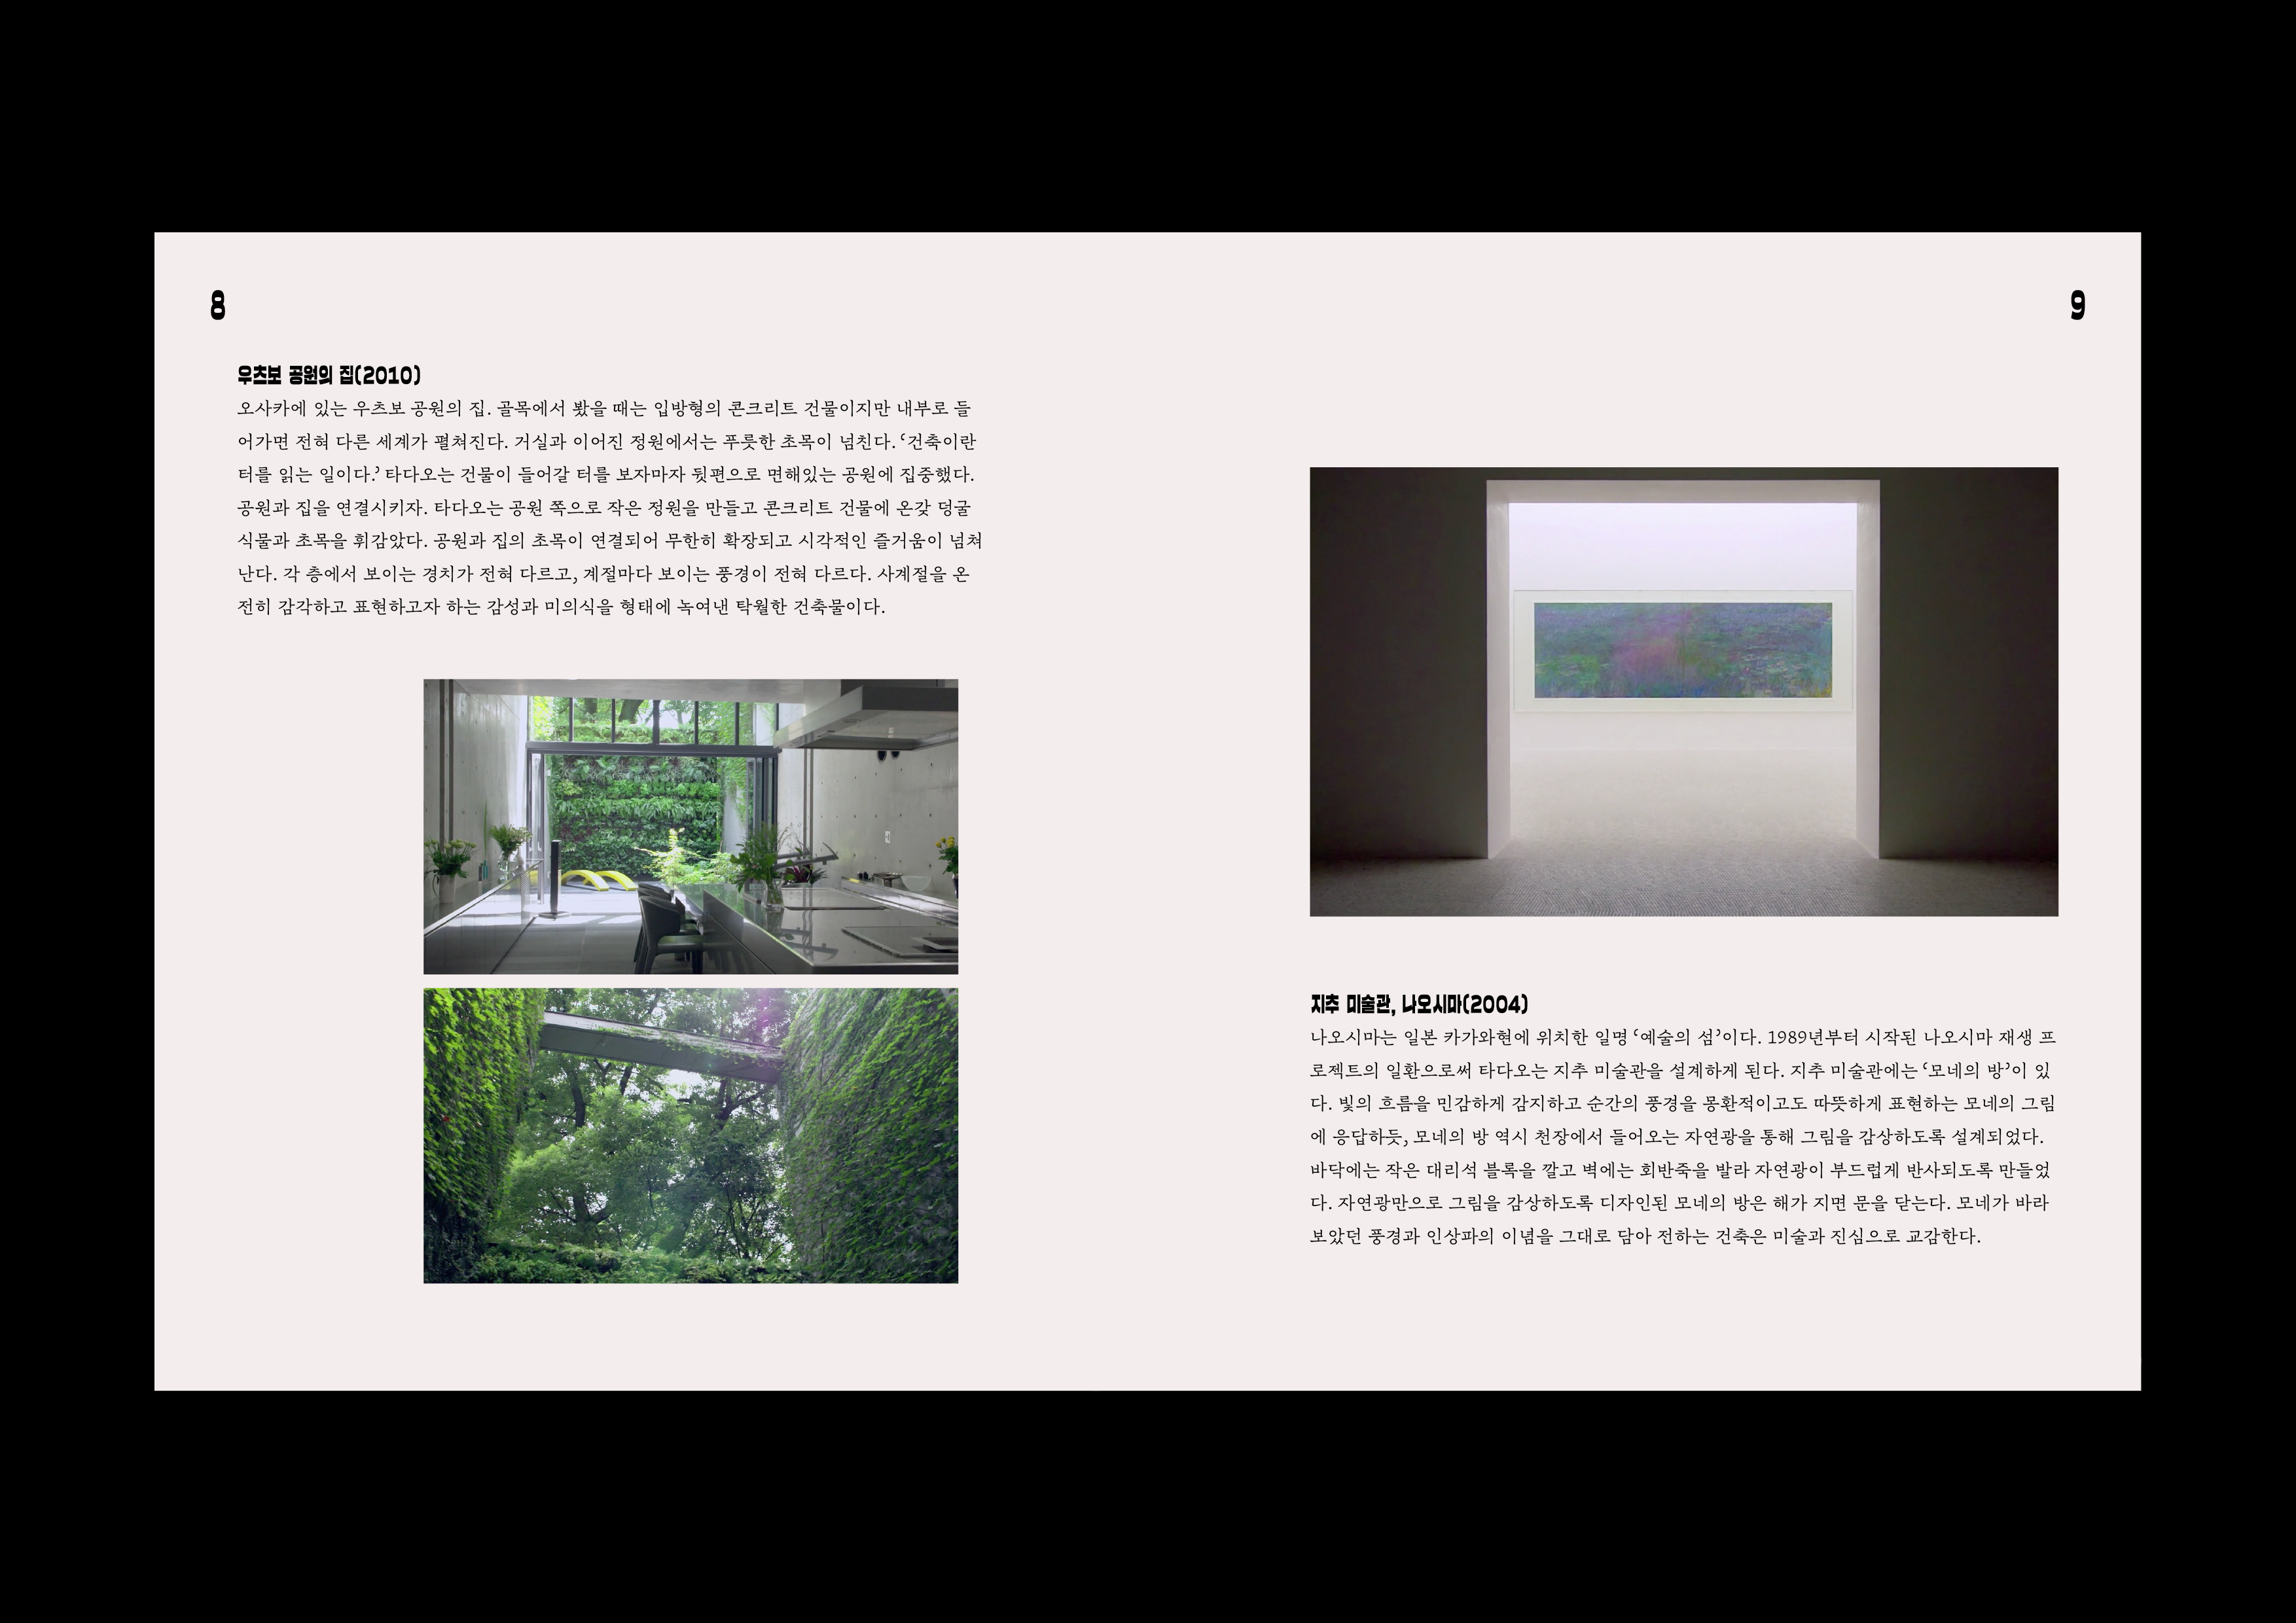 8
우츠보 공원의 집(2010)
오사카에 있는 우츠보 공원의 집. 골목에서 봤을 때는 입방형의 콘크리트 건물이지만 내부로 들
어가면 전혀 다른 세계가 펼쳐진다. 거실과 이어진 정원에서는 푸릇한 초목이 넘친다. ‘건축이란
터를 읽는 일이다.’ 타다오는 건물이 들어갈 터를 보자마자 뒷편으로 면해있는 공원에 집중했다.
공원과 집을 연결시키자. 타다오는 공원 쪽으로 작은 정원을 만들고 콘크리트 건물에 온갖 덩굴
식물과 초목을 휘감았다. 공원과 집의 초목이 연결되어 무한히 확장되고 시각적인 즐거움이 넘쳐
난다. 각 층에서 보이는 경치가 전혀 다르고, 계절마다 보이는 풍경이 전혀 다르다. 사계절을 온
전히 감각하고 표현하고자 하는 감성과 미의식을 형태에 녹여낸 탁월한 건축물이다.
9
지추 미술관, 나오시마(2004)
나오시마는 일본 카가와현에 위치한 일명 ‘예술의 섬’이다. 1989년부터 시작된 나오시마 재생 프
로젝트의 일환으로써 타다오는 지추 미술관을 설계하게 된다. 지추 미술관에는 ‘모네의 방’이 있
다. 빛의 흐름을 민감하게 감지하고 순간의 풍경을 몽환적이고도 따뜻하게 표현하는 모네의 그림
에 응답하듯, 모네의 방 역시 천장에서 들어오는 자연광을 통해 그림을 감상하도록 설계되었다.
바닥에는 작은 대리석 블록을 깔고 벽에는 회반죽을 발라 자연광이 부드럽게 반사되도록 만들었
다. 자연광만으로 그림을 감상하도록 디자인된 모네의 방은 해가 지면 문을 닫는다. 모네가 바라
보았던 풍경과 인상파의 이념을 그대로 담아 전하는 건축은 미술과 진심으로 교감한다.